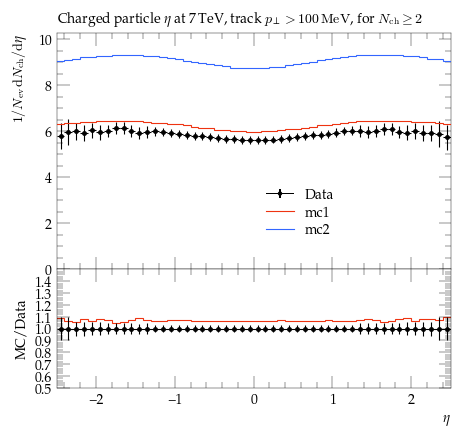 Charged particle η at 7 TeV, track p⊥ > 100 MeV, for Nch ≥ 2
1/Nev dNch/dη
10
8
6
4
2
0
Data
mc1
mc2
MC/Data
1.4
1.3
1.2
1.1
1.0
0.9
0.8
0.7
0.6
0.5
−2 −1 0 1 2
η